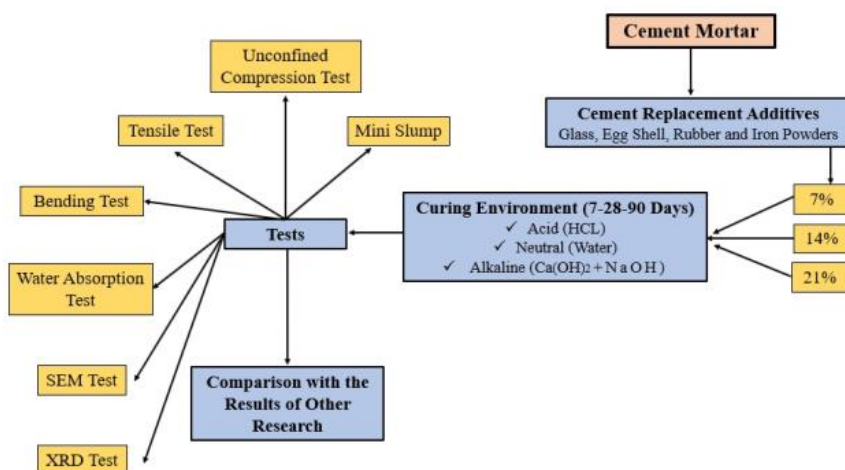 Cement Mortar
Cement Replacement Additives
Glass, Egg Shell, Rubber and Iron Powders
7%
14%
21%
Curing Environment (7-28-90 Days)
✓ Acid (HCL)
✓ Neutral (Water)
✓ Alkaline (Ca(OH)2 + N a O H )
Tests
Unconfined
Compression Test
Tensile Test
Mini Slump
Bending Test
Water Absorption
Test
SEM Test
XRD Test
Comparison with the
Results of Other
Research